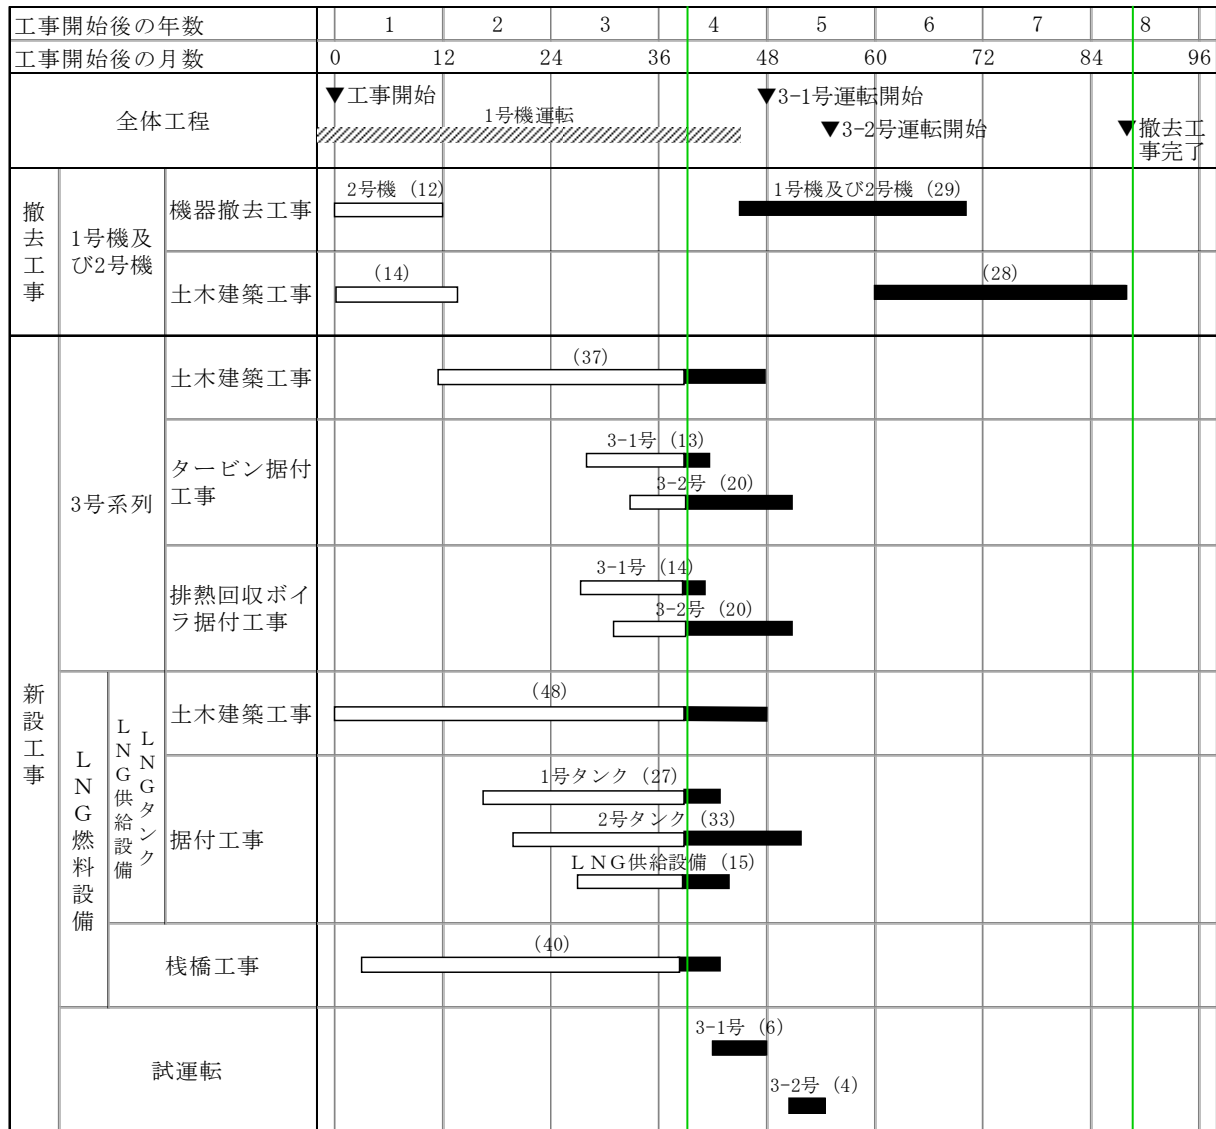 工事開始後の年数 1 2 3 4 5 6 7 8
工事開始後の月数 0 12 24 36 48 60 72 84 96
全体工程
▼工事開始
1号機運転
▼3-1号運転開始
▼3-2号運転開始
▼撤去工
事完了
撤去工事
1号機及
び2号機
機器撤去工事
2号機 (12)
1号機及び2号機 (29)
土木建築工事
(14)
(28)
新設工事
3号系列
土木建築工事
(37)
タービン据付
工事
3-1号 (13)
3-2号 (20)
排熱回収ボイ
ラ据付工事
3-1号 (14)
3-2号 (20)
LNG燃料設備
LNGタンク
LNG供給設備
土木建築工事
(48)
据付工事
1号タンク (27)
2号タンク (33)
LNG供給設備 (15)
桟橋工事
(40)
試運転
3-1号 (6)
3-2号 (4)